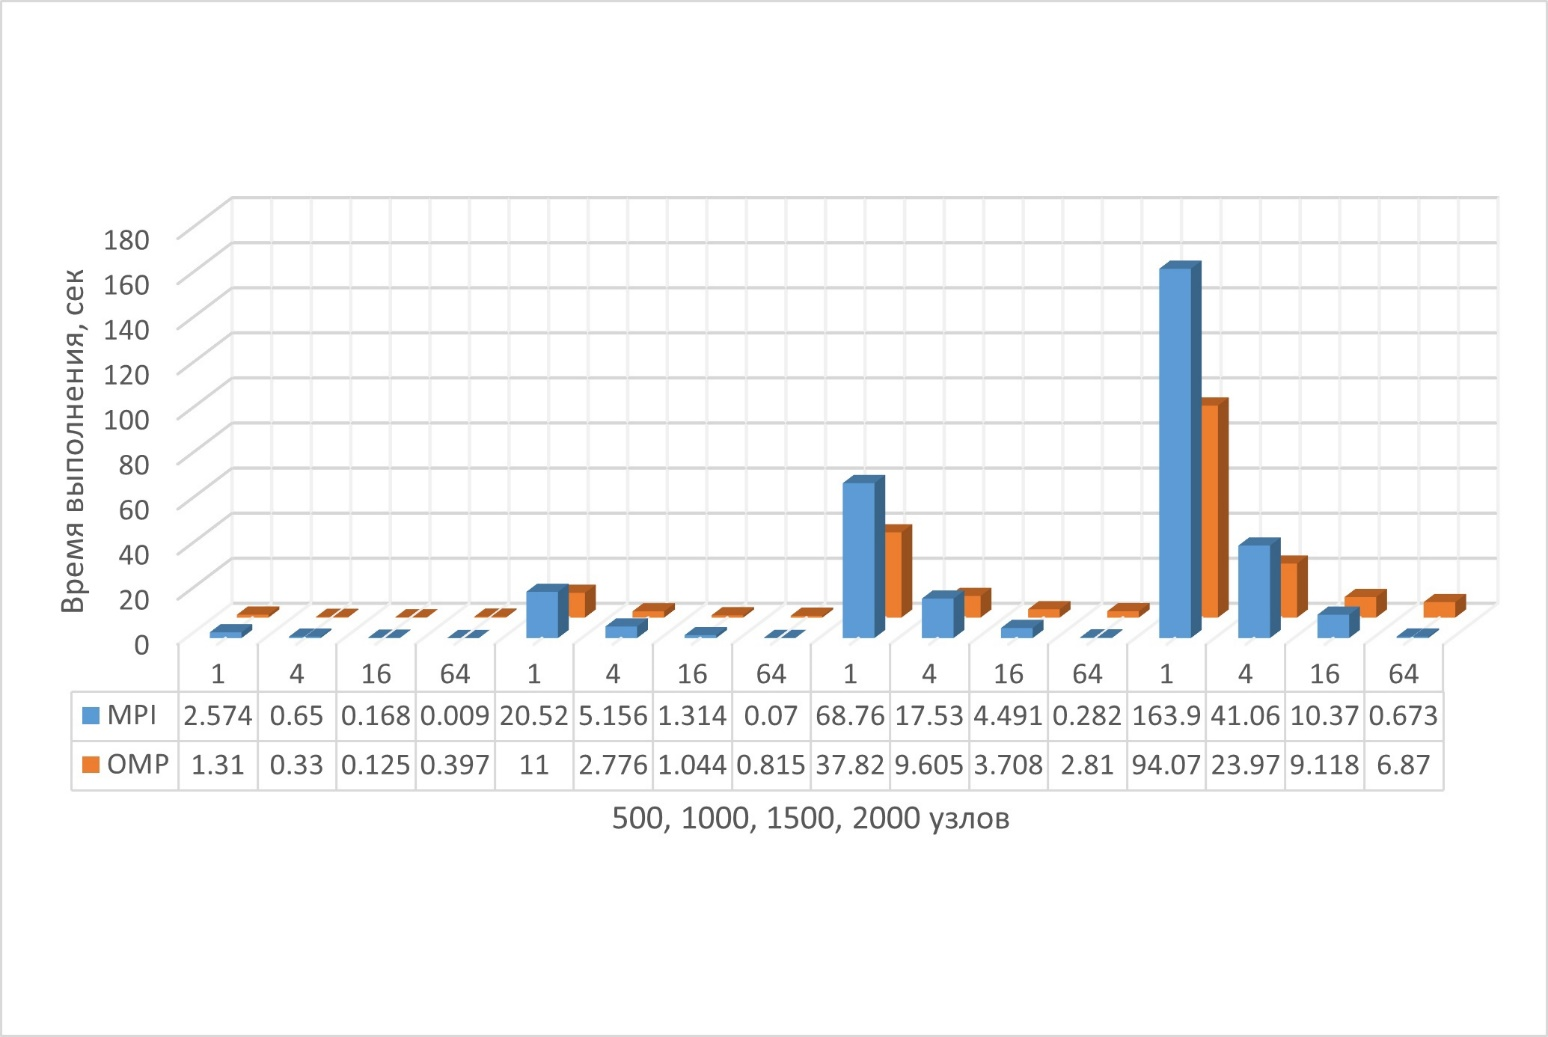 Время выполнения, сек
180
160
140
120
100
80
60
40
20
0
1 4 16 64 1 4 16 64 1 4 16 64 1 4 16 64
MPI 2.574 0.65 0.168 0.009 20.52 5.156 1.314 0.07 68.76 17.53 4.491 0.282 163.9 41.06 10.37 0.673
OMP 1.31 0.33 0.125 0.397 11 2.776 1.044 0.815 37.82 9.605 3.708 2.81 94.07 23.97 9.118 6.87
500, 1000, 1500, 2000 узлов